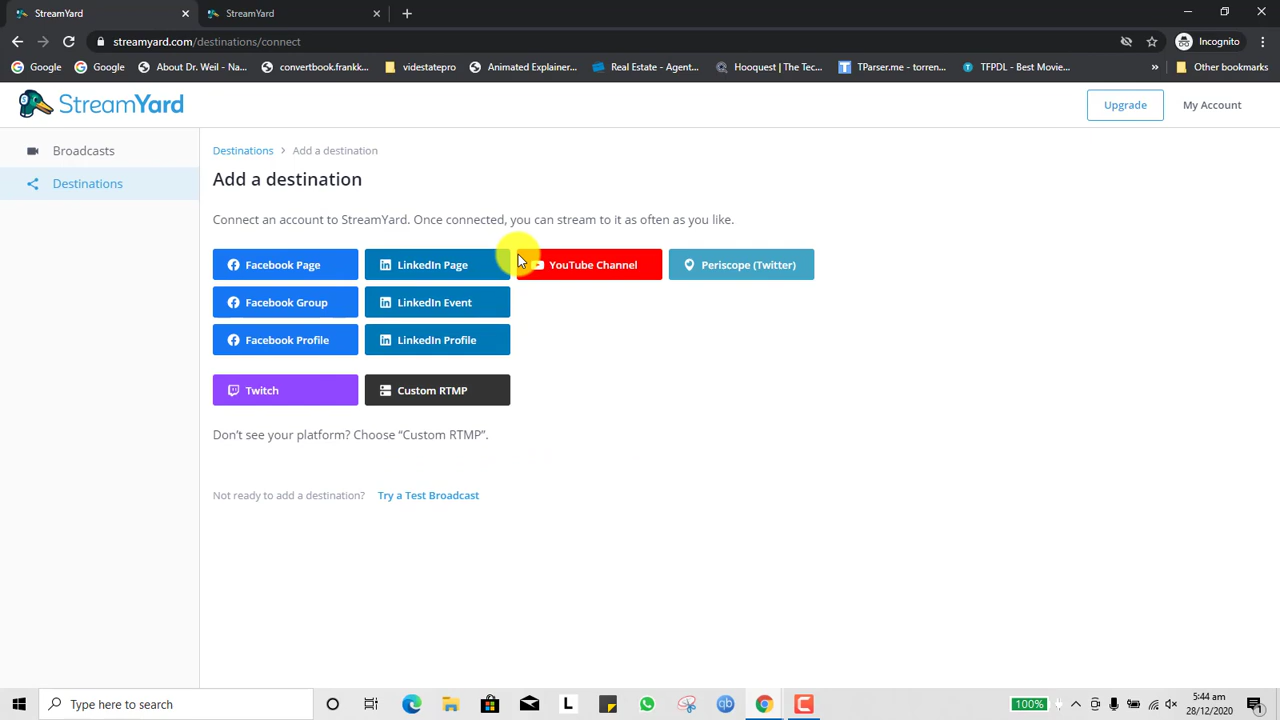 StreamYard
StreamYard
streamyard.com/destinations/connect
Incognito
Google
Google
About Dr. Weil - Na...
convertbook.frankk...
videstatepro
Animated Explainer...
Real Estate - Agent...
Hooquest | The Tec...
TParser.me - torren...
TFPDL - Best Movie...
»
Other bookmarks
StreamYard
Upgrade
My Account
Broadcasts
Destinations
Destinations > Add a destination
Add a destination
Connect an account to StreamYard. Once connected, you can stream to it as often as you like.
Facebook Page
LinkedIn Page
YouTube Channel
Periscope (Twitter)
Facebook Group
LinkedIn Event
Facebook Profile
LinkedIn Profile
Twitch
Custom RTMP
Don't see your platform? Choose “Custom RTMP”.
Not ready to add a destination? Try a Test Broadcast
Type here to search
L
qb
100%
5:44 am
28/12/2020
1